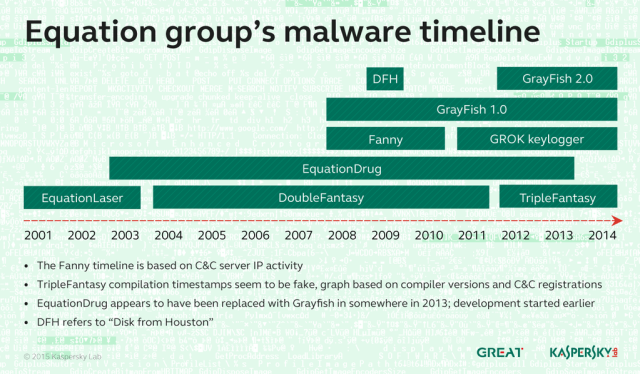 Equation group's malware timeline
DFH
GrayFish 2.0
GrayFish 1.0
Fanny
GROK keylogger
EquationDrug
EquationLaser
DoubleFantasy
TripleFantasy
2001 2002 2003 2004 2005 2006 2007 2008 2009 2010 2011 2012 2013 2014
• The Fanny timeline is based on C&C server IP activity
• TripleFantasy compilation timestamps seem to be fake, graph based on compiler versions and C&C registrations
• EquationDrug appears to have been replaced with Grayfish in somewhere in 2013; development started earlier
• DFH refers to "Disk from Houston"
© 2015 Kaspersky Lab
GREAT
KASPERSKY lab